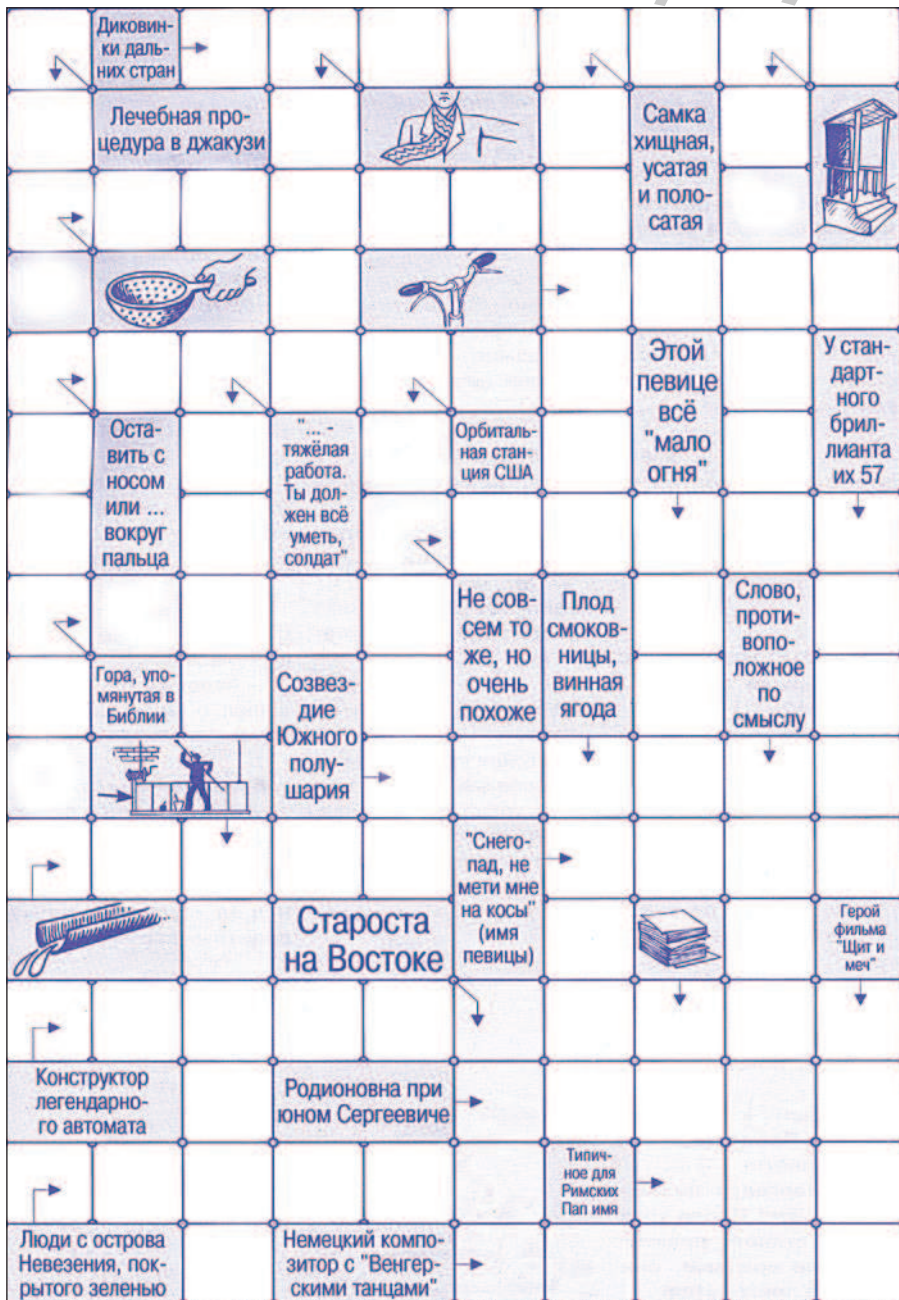 Диковин-
ки даль-
них стран
Лечебная про-
цедура в джакузи
Самка
хищная,
усатая
и поло-
сатая
Этой
певице
всё
"мало
огня"
У стан-
дарт-
ного
брил-
лианта
их 57
Оста-
вить с
носом
или ...
вокруг
пальца
"... -
тяжёлая
работа.
Ты дол-
жен всё
уметь,
солдат"
Орбиталь-
ная стан-
ция США
Не сов-
сем то
же, но
очень
похоже
Плод
смоков-
ницы,
винная
ягода
Слово,
проти-
вопо-
ложное
по
смыслу
Гора, упо-
мянутая в
Библии
Созвез-
дие
Южного
полу-
шария
"Снего-
пад, не
мети мне
на косы"
(имя
певицы)
Староста
на Востоке
Герой
фильма
"Щит и
меч"
Конструктор
легендарно-
го автомата
Родионовна при
юном Сергеевиче
Типич-
ное для
Римских
Пап имя
Люди с острова
Невезения, пок-
рытого зеленью
Немецкий компо-
зитор с "Венгер-
скими танцами"